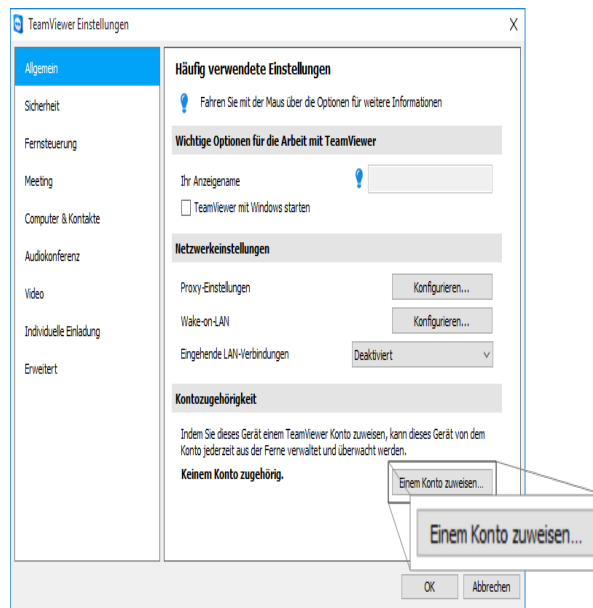 TeamViewer Einstellungen
Allgemein
Sicherheit
Fernsteuerung
Meeting
Computer & Kontakte
Audiokonferenz
Video
Individuelle Einladung
Erweitert
Häufig verwendete Einstellungen
Fahren Sie mit der Maus über die Optionen für weitere Informationen
Wichtige Optionen für die Arbeit mit TeamViewer
Ihr Anzeigename
TeamViewer mit Windows starten
Netzwerkeinstellungen
Proxy-Einstellungen Konfigurieren...
Wake-on-LAN Konfigurieren...
Eingehende LAN-Verbindungen Deaktiviert
Kontozugehörigkeit
Indem Sie dieses Gerät einem TeamViewer Konto zuweisen, kann dieses Gerät von dem
Konto jederzeit aus der Ferne verwaltet und überwacht werden.
Keinem Konto zugehörig. Einem Konto zuweisen...
Einem Konto zuweisen...
OK Abbrechen